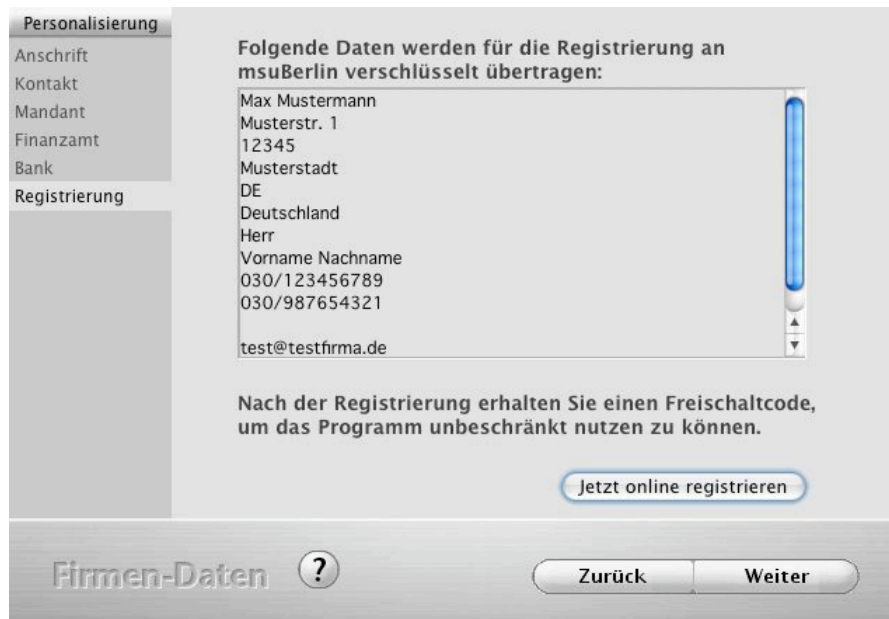 Personalisierung
Anschrift
Kontakt
Mandant
Finanzamt
Bank
Registrierung
Folgende Daten werden für die Registrierung an
msuBerlin verschlüsselt übertragen:
Max Mustermann
Musterstr. 1
12345
Musterstadt
DE
Deutschland
Herr
Vorname Nachname
030/123456789
030/987654321
test@testfirma.de
Nach der Registrierung erhalten Sie einen Freischaltcode,
um das Programm unbeschränkt nutzen zu können.
Jetzt online registrieren
Firmen-Daten ? Zurück Weiter